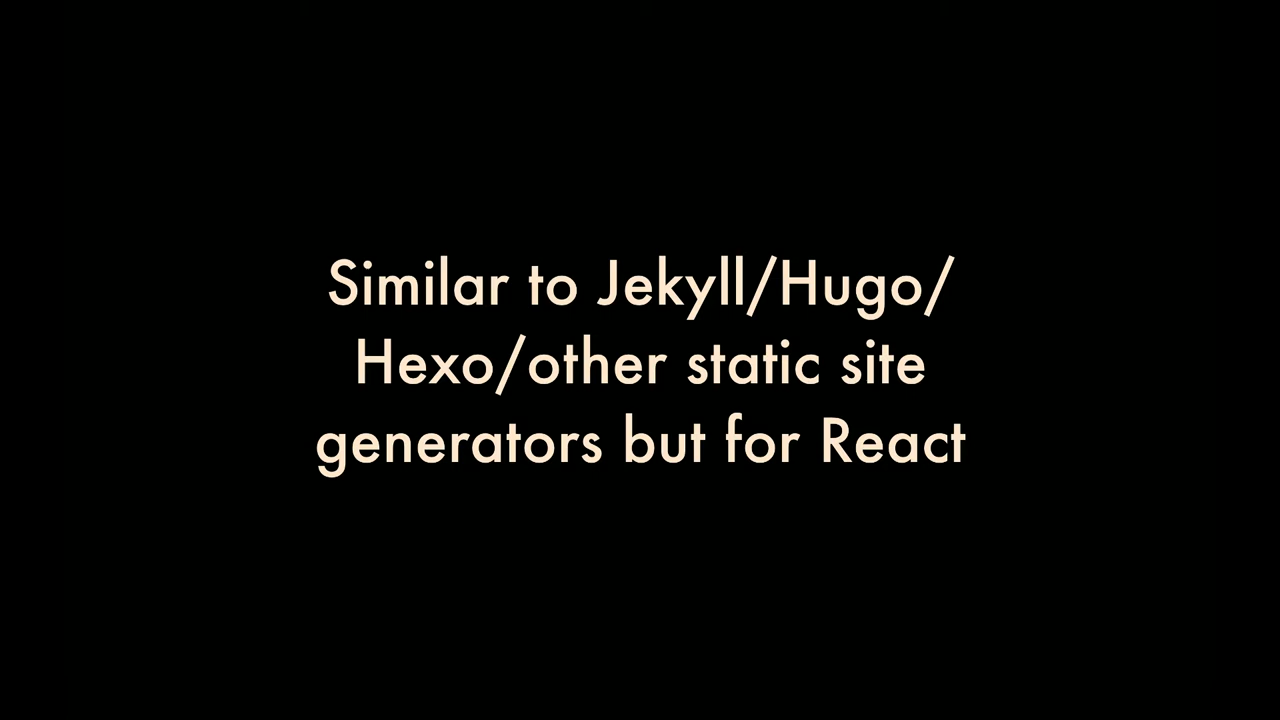 Similar to Jekyll/Hugo/
Hexo/other static site
generators but for React